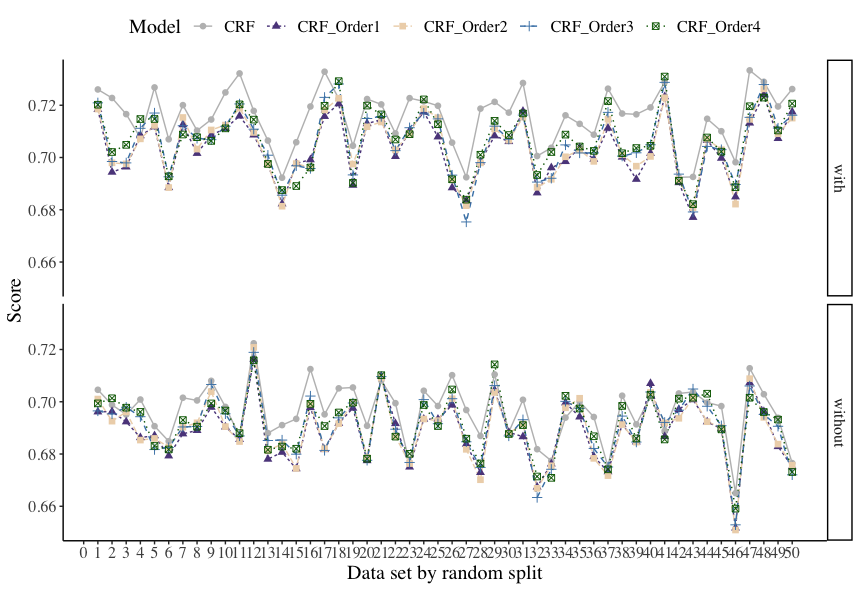 Model CRF CRF_Order1 CRF_Order2 CRF_Order3 CRF_Order4
0.72
0.70
0.68
0.66
with
Score
0.72
0.70
0.68
0.66
without
0 1 2 3 4 5 6 7 8 9 10 11 12 13 14 15 16 17 18 19 20 21 22 23 24 25 26 27 28 29 30 31 32 33 34 35 36 37 38 39 40 41 42 43 44 45 46 47 48 49 50
Data set by random split